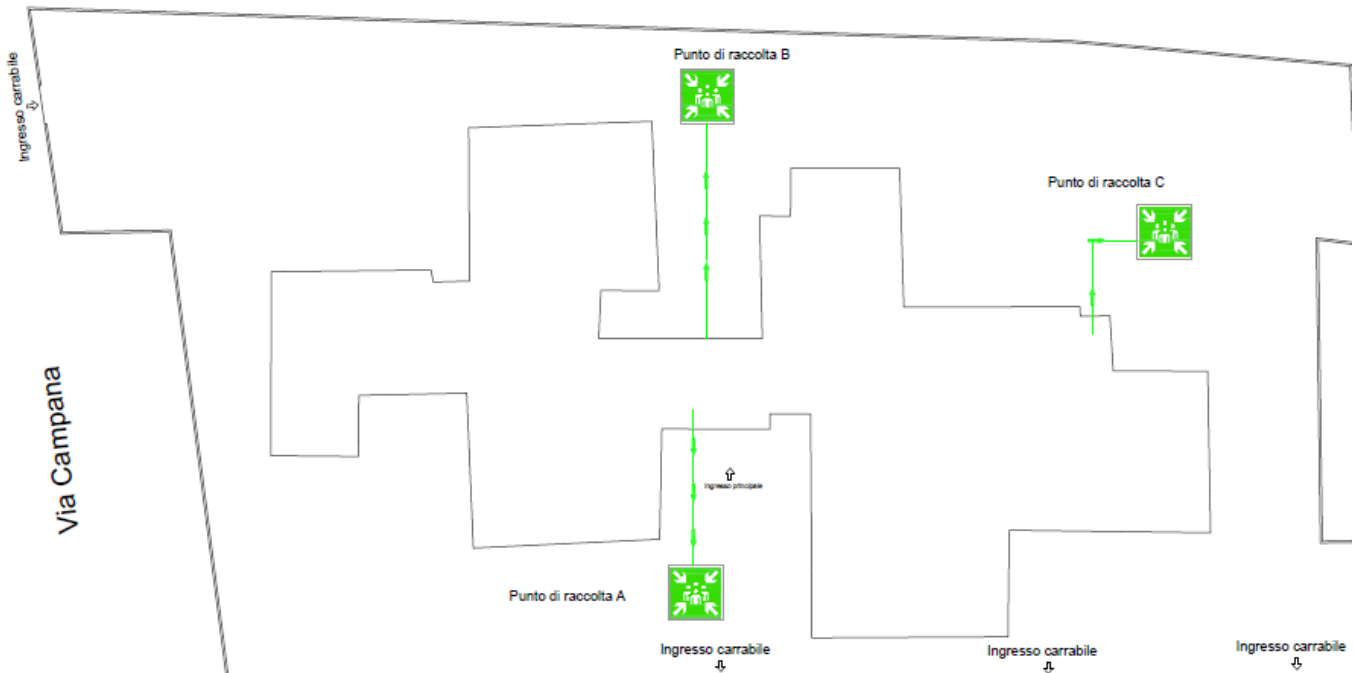 Punto di raccolta B
Ingresso carrabile
Punto di raccolta C
Via Campana
Ingresso principale
Punto di raccolta A
Ingresso carrabile
Ingresso carrabile
Ingresso carrabile